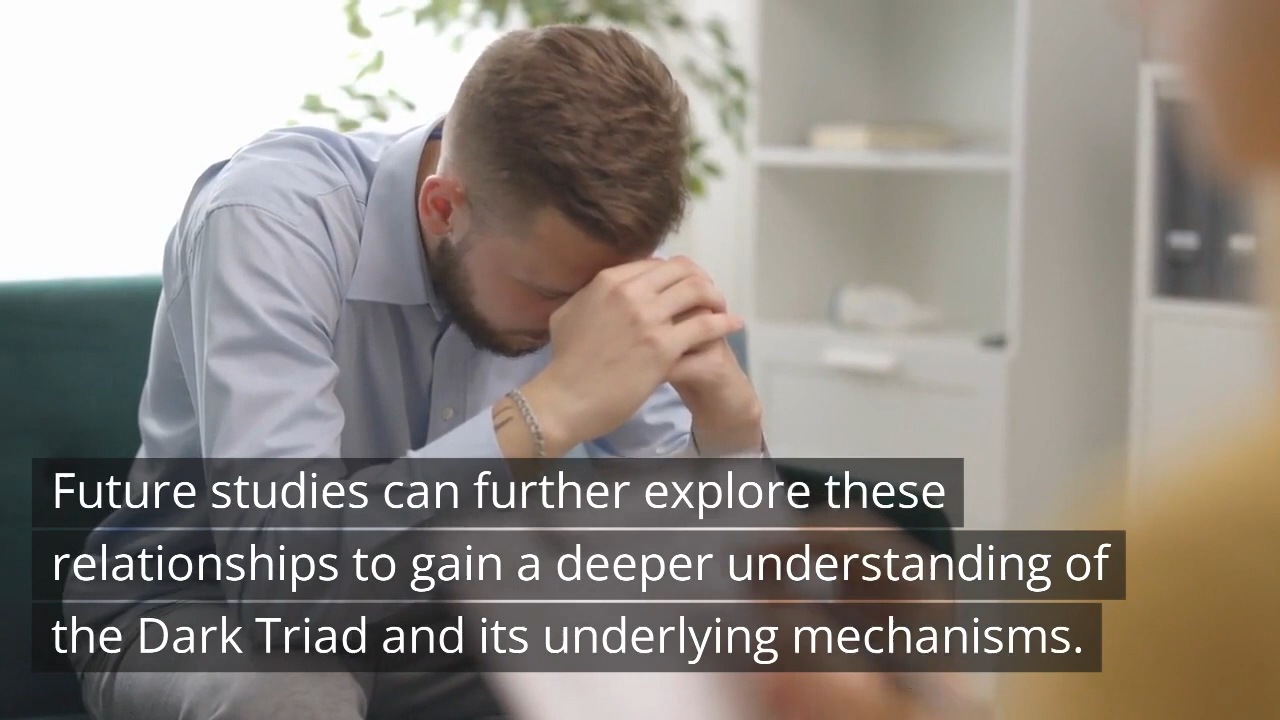 Future studies can further explore these
relationships to gain a deeper understanding of
the Dark Triad and its underlying mechanisms.